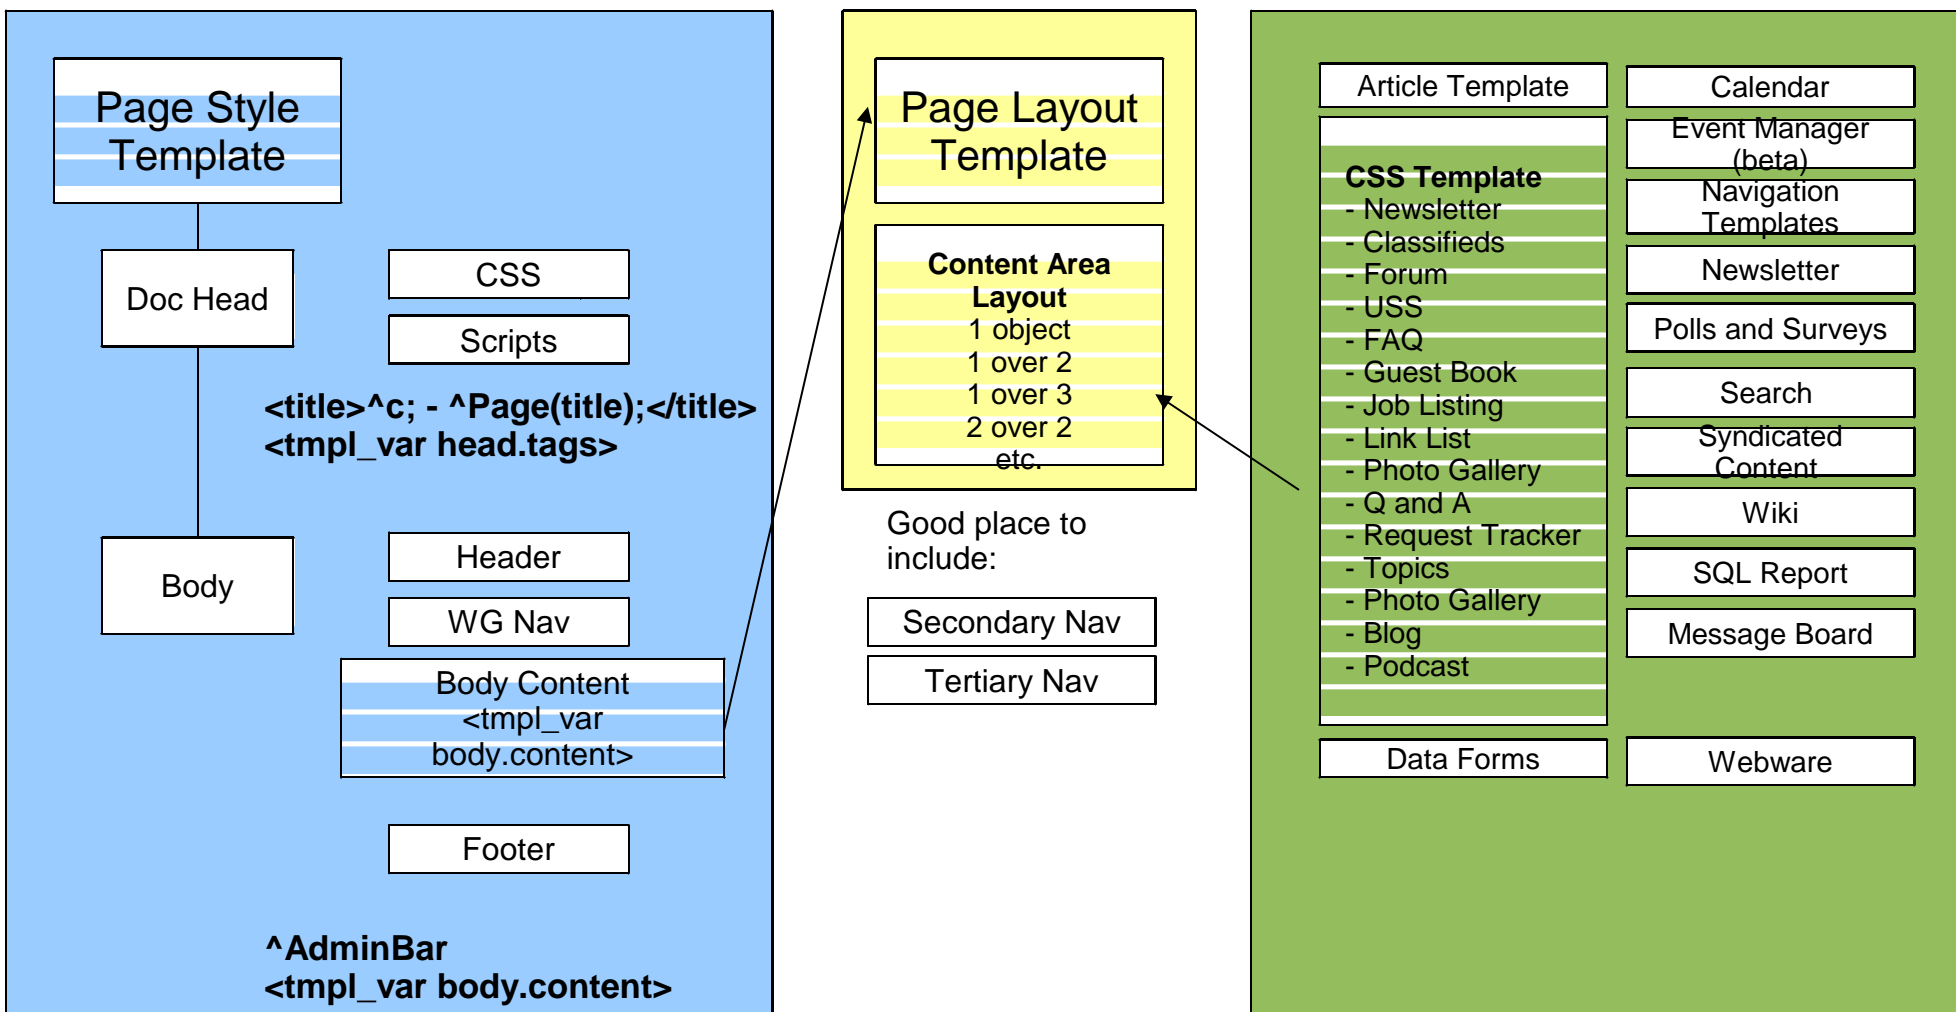 Page Style
Template
Doc Head
CSS
Scripts
<title>^c; - ^Page(title);</title>
<tmpl_var head.tags>
Body
Header
WG Nav
Body Content
<tmpl_var
body.content>
Footer
^AdminBar
<tmpl_var body.content>
Page Layout
Template
Content Area
Layout
1 object
1 over 2
1 over 3
2 over 2
etc.
Good place to
include:
Secondary Nav
Tertiary Nav
Article Template
CSS Template
- Newsletter
- Classifieds
- Forum
- USS
- FAQ
- Guest Book
- Job Listing
- Link List
- Photo Gallery
- Q and A
- Request Tracker
- Topics
- Photo Gallery
- Blog
- Podcast
Data Forms
Calendar
Event Manager
(beta)
Navigation
Templates
Newsletter
Polls and Surveys
Search
Syndicated
Content
Wiki
SQL Report
Message Board
Webware